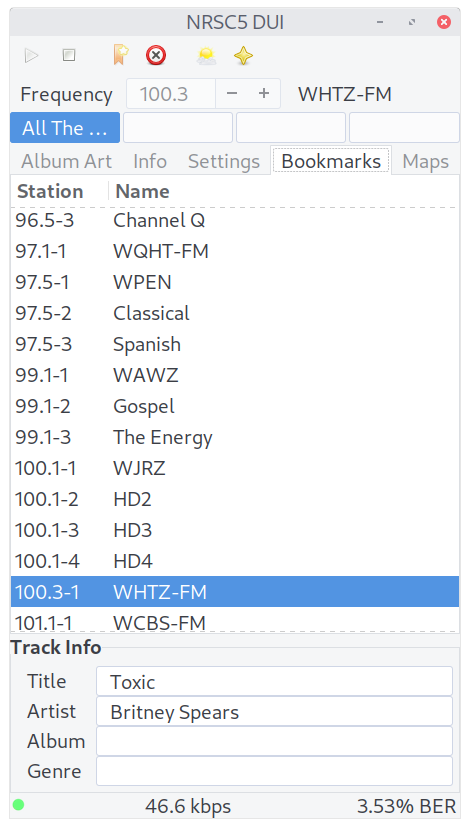 NRSC5 DUI
Frequency 100.3 − + WHTZ-FM
All The ...
Album Art Info Settings Bookmarks Maps
Station Name
96.5-3 Channel Q
97.1-1 WQHT-FM
97.5-1 WPEN
97.5-2 Classical
97.5-3 Spanish
99.1-1 WAWZ
99.1-2 Gospel
99.1-3 The Energy
100.1-1 WJRZ
100.1-2 HD2
100.1-3 HD3
100.1-4 HD4
100.3-1 WHTZ-FM
101.1-1 WCBS-FM
Track Info
Title Toxic
Artist Britney Spears
Album
Genre
46.6 kbps 3.53% BER